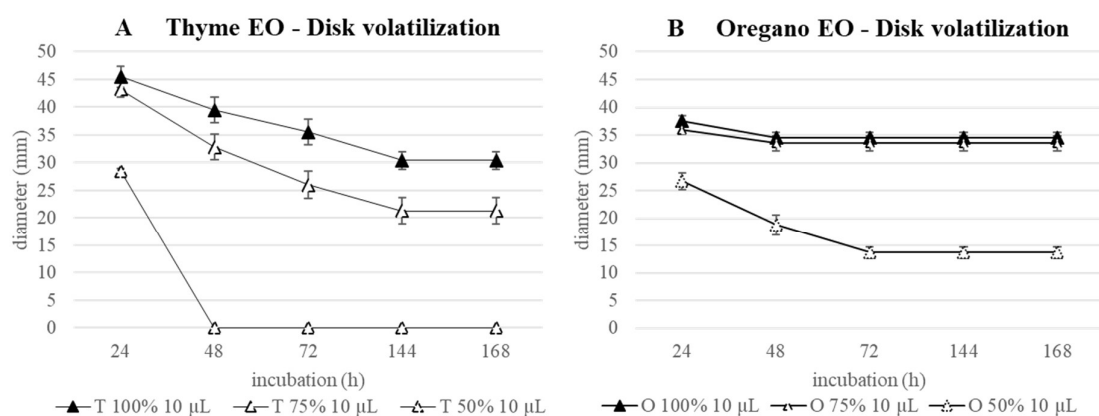 A Thyme EO - Disk volatilization
50
45
40
35
30
25
20
15
10
5
0
diameter (mm)
24 48 72 144 168
incubation (h)
T 100% 10 µL T 75% 10 µL T 50% 10 µL
B Oregano EO - Disk volatilization
50
45
40
35
30
25
20
15
10
5
0
diameter (mm)
24 48 72 144 168
incubation (h)
O 100% 10 µL O 75% 10 µL O 50% 10 µL